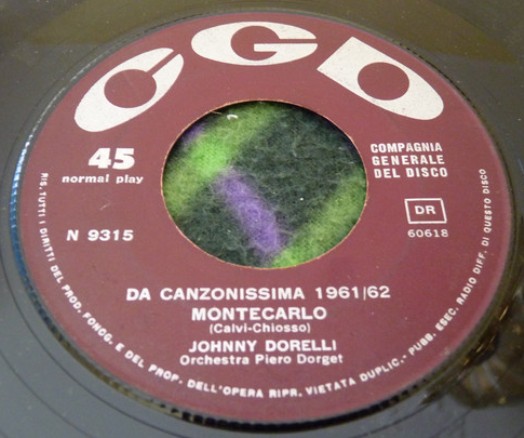 CGD
45
normal play
COMPAGNIA
GENERALE
DEL DISCO
N 9315
DR
60618
DA CANZONISSIMA 1961/62
MONTECARLO
(Calvi-Chiosso)
JOHNNY DORELLI
Orchestra Piero Dorget
RIS. TUTTI I DIRITTI DEL PROD. FONOG. E DEL PROP. DELL'OPERA RIPR. VIETATA DUPLIC.- PUBB. ESEC. RADIO DIFF. DI QUESTO DISCO